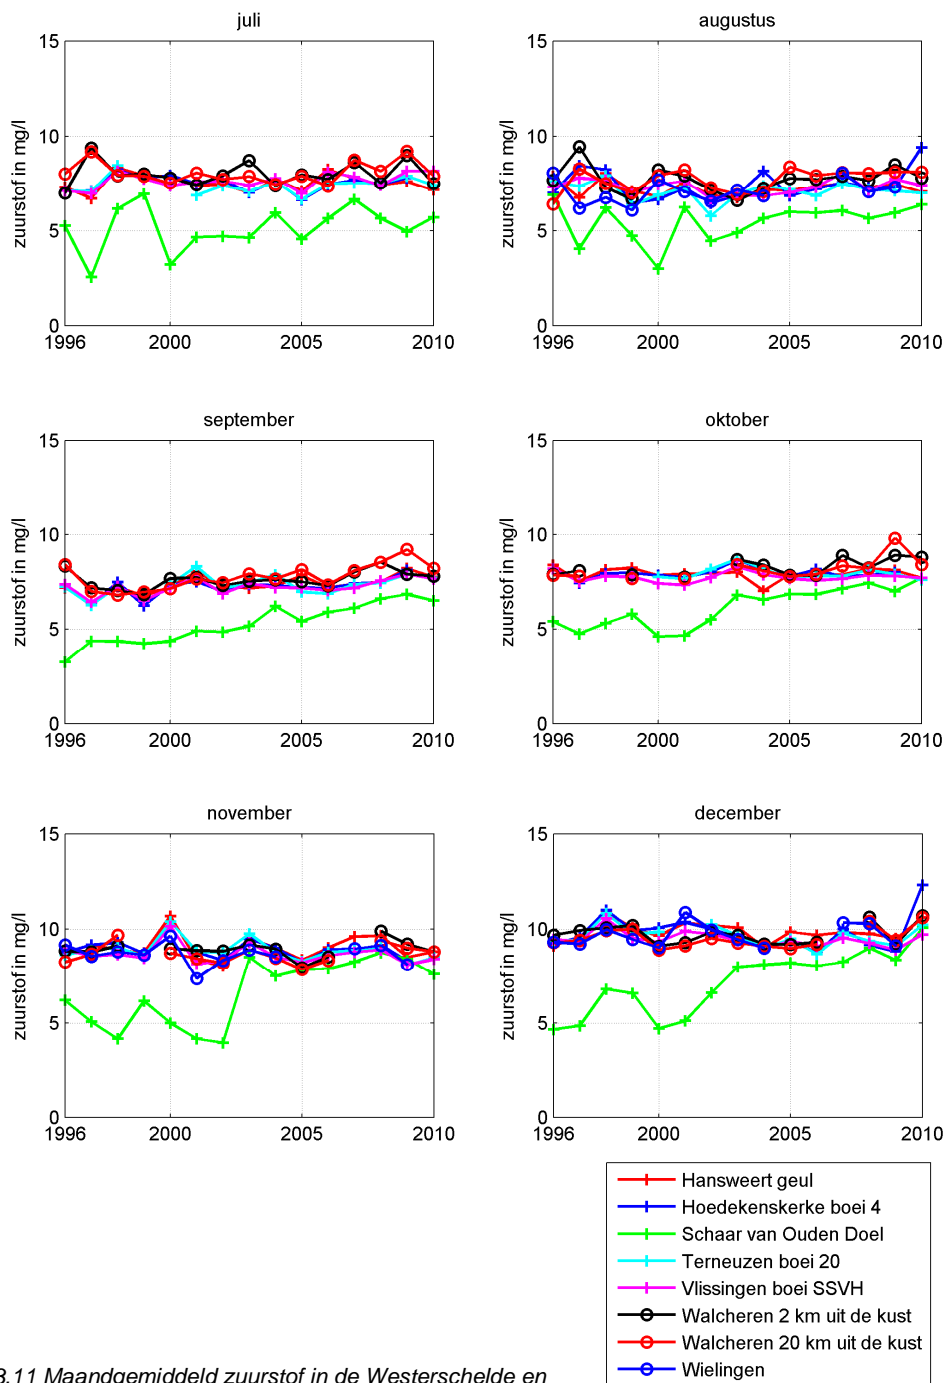 juli
zuurstof in mg/l
15
10
5
0
1996
2000
2005
2010
augustus
zuurstof in mg/l
15
10
5
0
1996
2000
2005
2010
september
zuurstof in mg/l
15
10
5
0
1996
2000
2005
2010
oktober
zuurstof in mg/l
15
10
5
0
1996
2000
2005
2010
november
zuurstof in mg/l
15
10
5
0
1996
2000
2005
2010
december
zuurstof in mg/l
15
10
5
0
1996
2000
2005
2010
Hansweert geul
Hoedekenskerke boei 4
Schaar van Ouden Doel
Terneuzen boei 20
Vlissingen boei SSVH
Walcheren 2 km uit de kust
Walcheren 20 km uit de kust
Wielingen
3.11 Maandgemiddeld zuurstof in de Westerschelde en